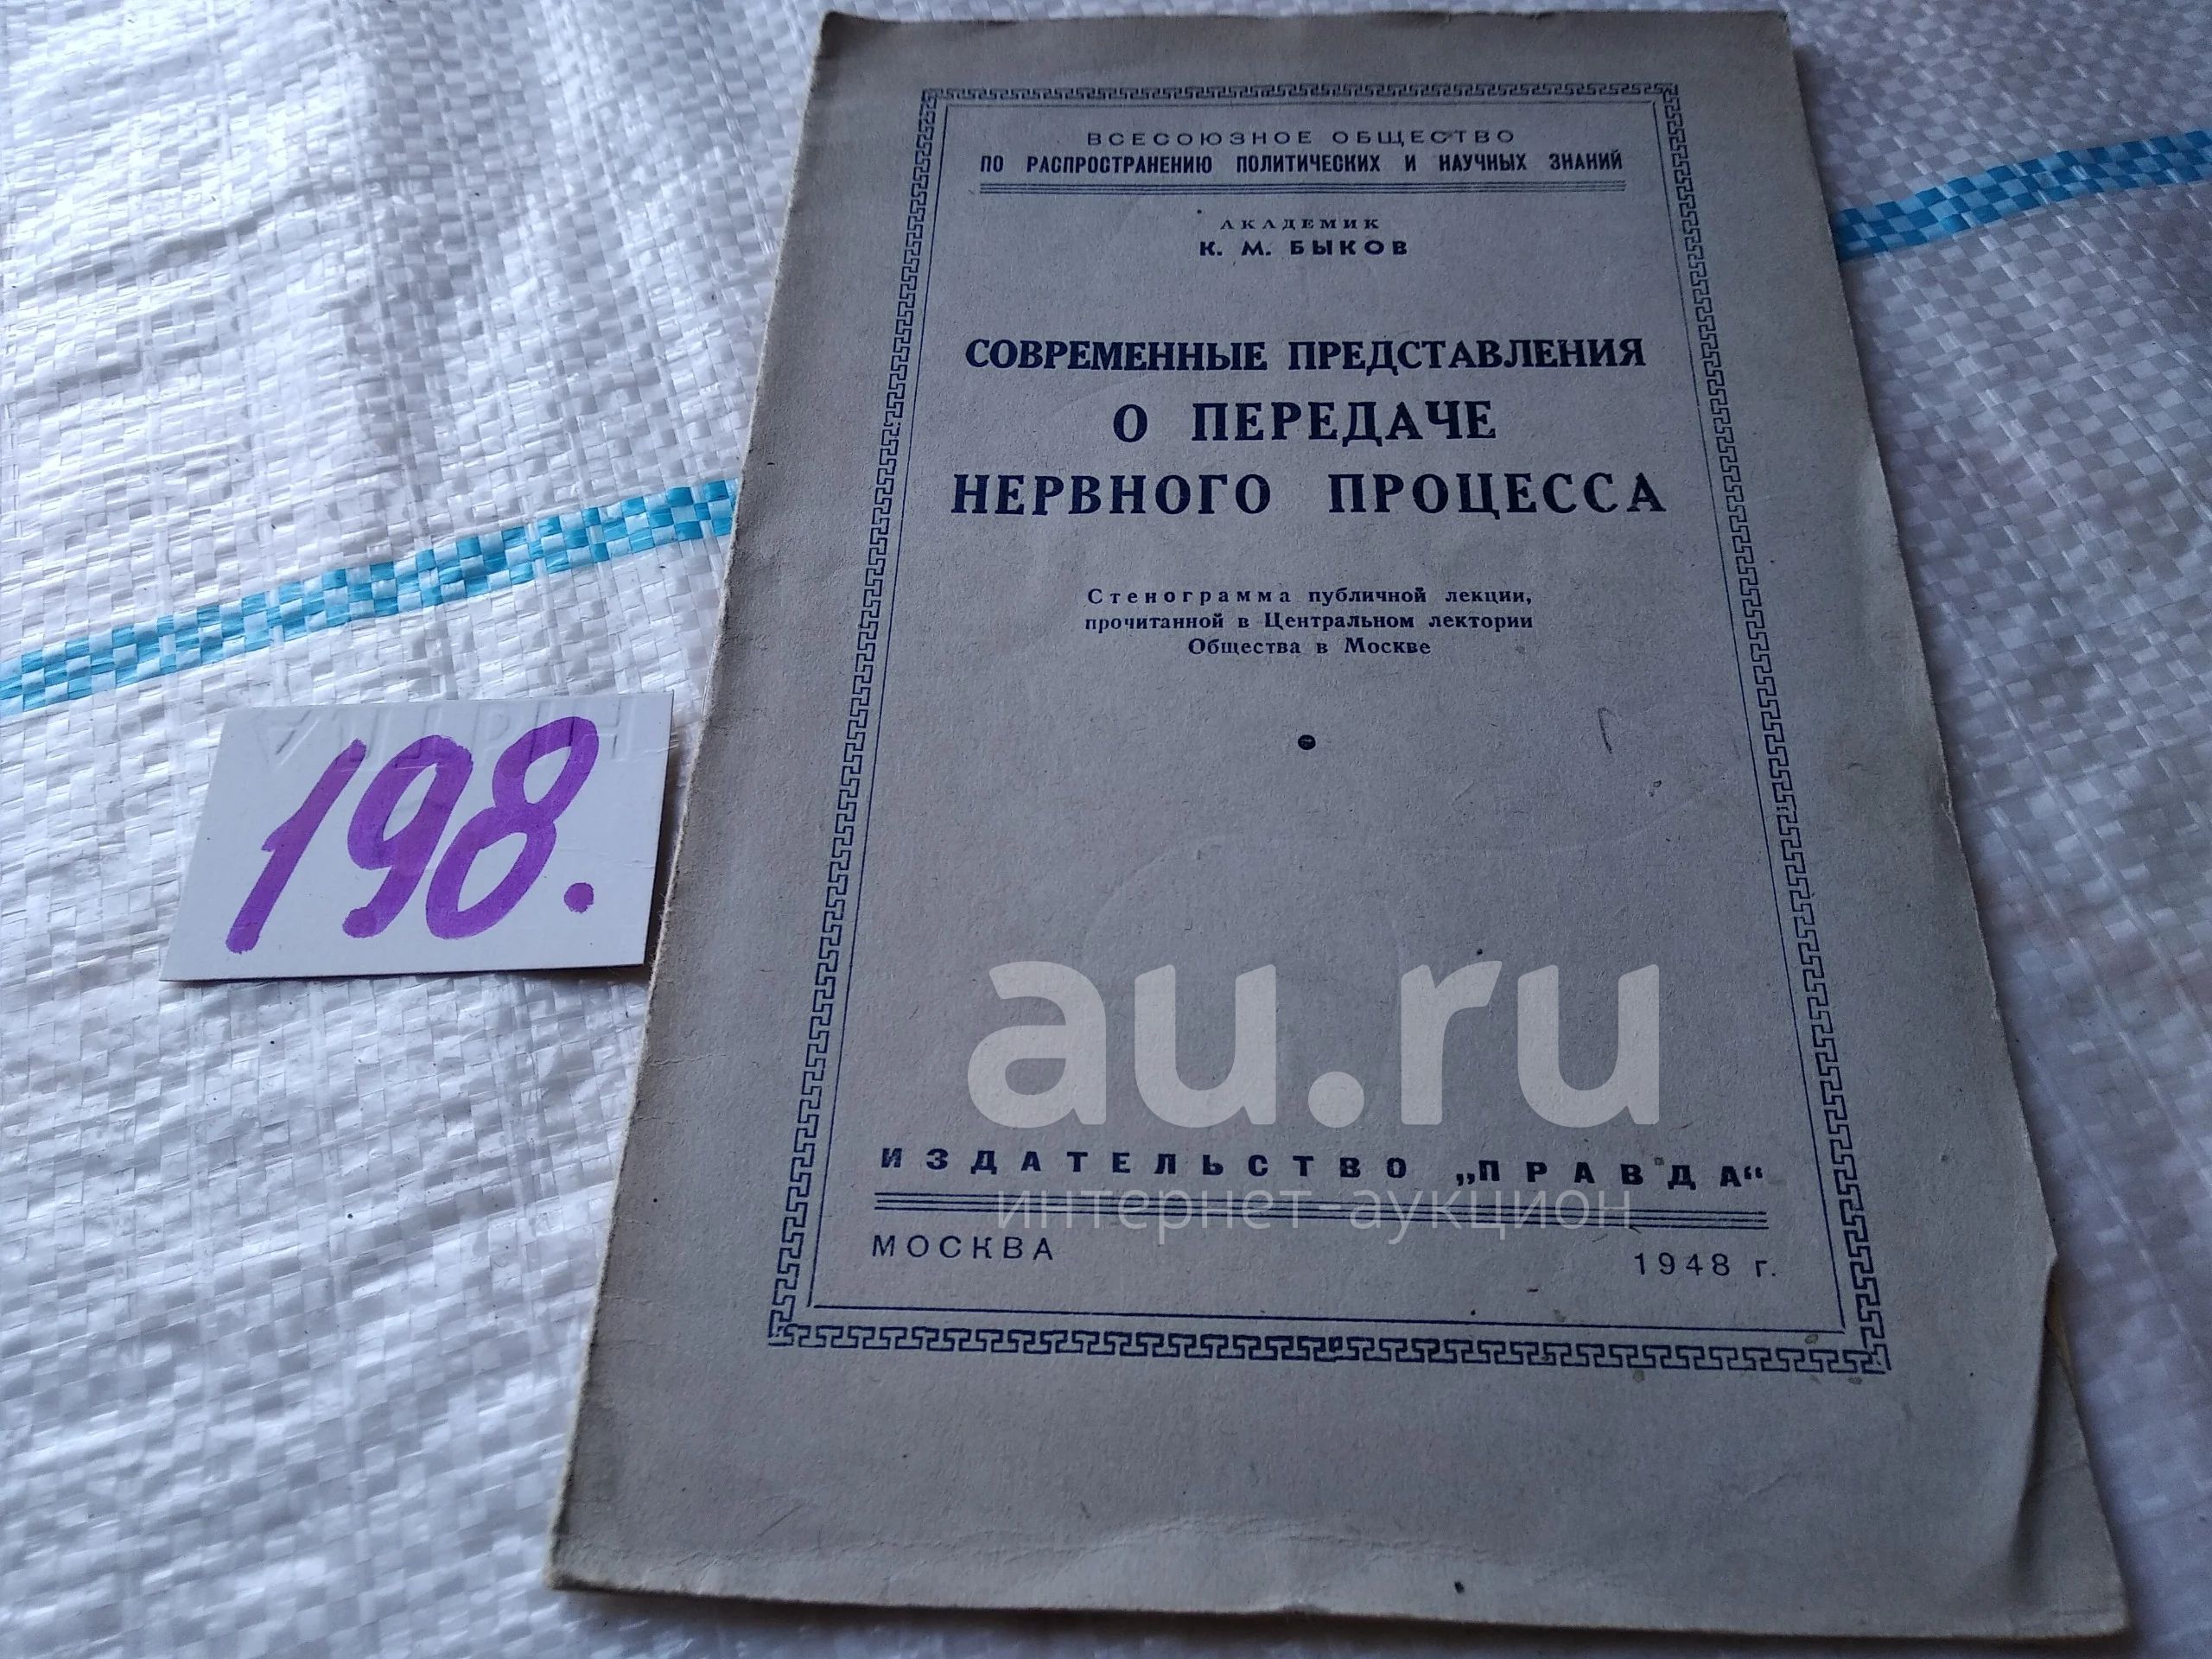 ВСЕСОЮЗНОЕ ОБЩЕСТВО
ПО РАСПРОСТРАНЕНИЮ ПОЛИТИЧЕСКИХ И НАУЧНЫХ ЗНАНИЙ
АКАДЕМИК
К. М. БЫКОВ
СОВРЕМЕННЫЕ ПРЕДСТАВЛЕНИЯ
О ПЕРЕДАЧЕ
НЕРВНОГО ПРОЦЕССА
Стенограмма публичной лекции,
прочитанной в Центральном лектории
Общества в Москве
198.
au.ru
ИЗДАТЕЛЬСТВО „ПРАВДА“
интернет-аукцион
МОСКВА 1948 г.